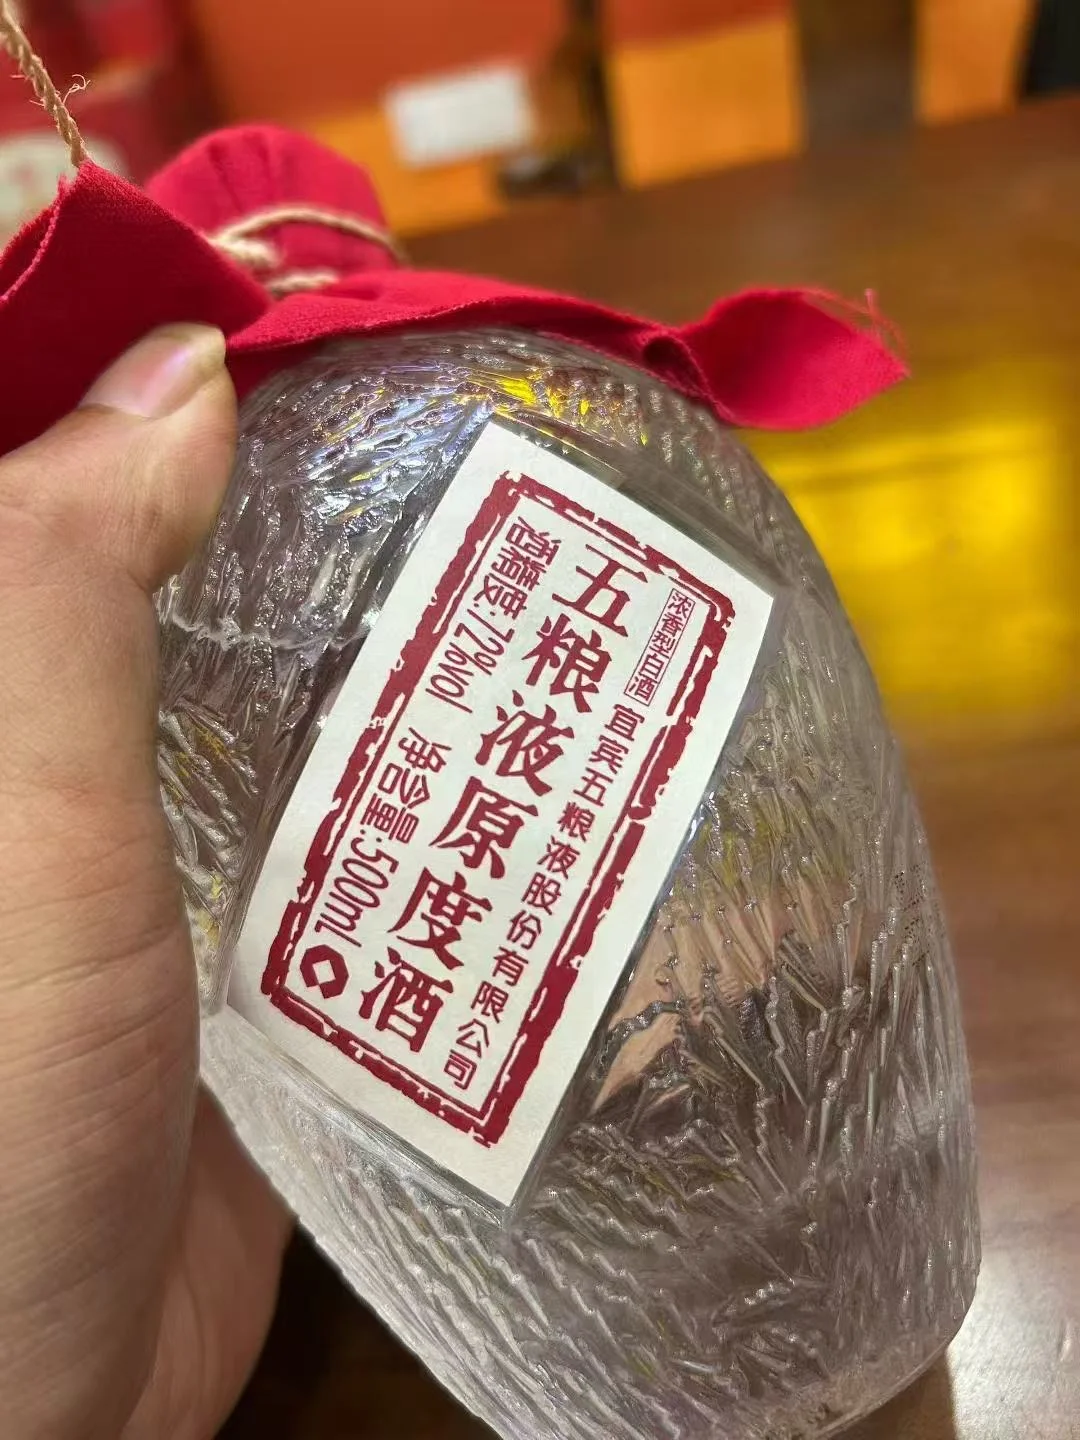 浓香型白酒
宜宾五粮液股份有限公司
五粮液原度酒
酒精度:72%vol 净含量:500ml